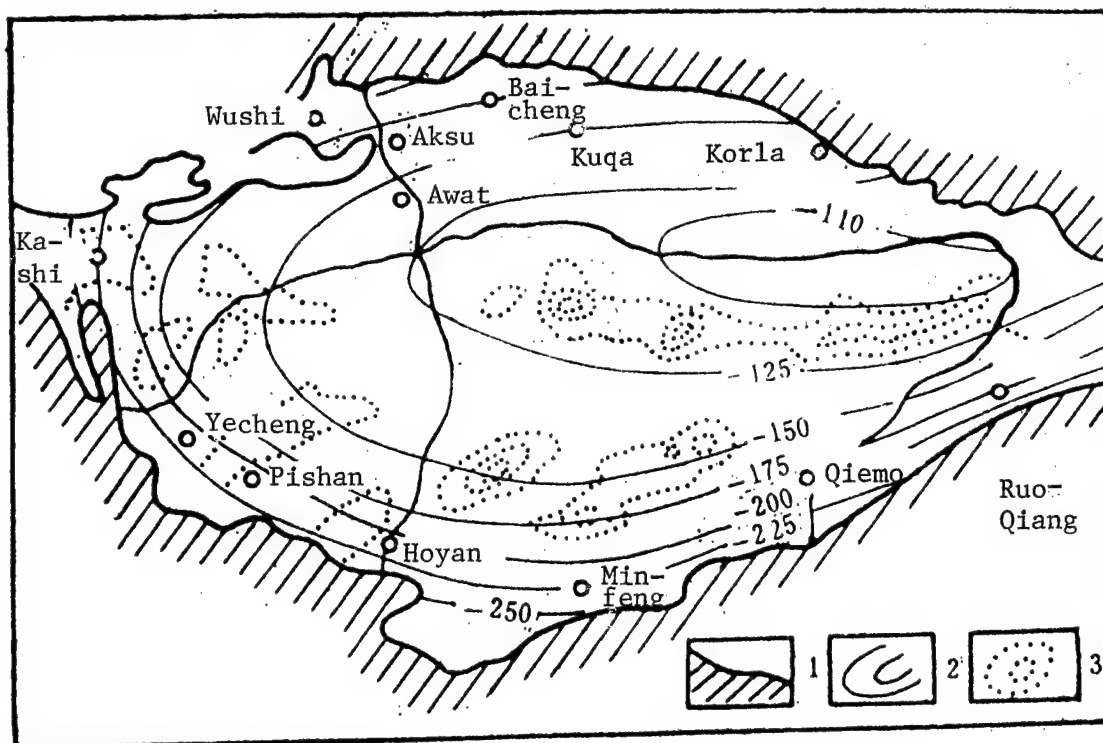 Bai-
cheng
Wushi
Aksu
Kuqa
Korla
Awat
-110
Ka-
shi
-125
Yecheng
-150
Pishan
-175
Qiemo
-200
Ruo-
Qiang
-225
Hoyan
Min-
feng
-250
1
2
3